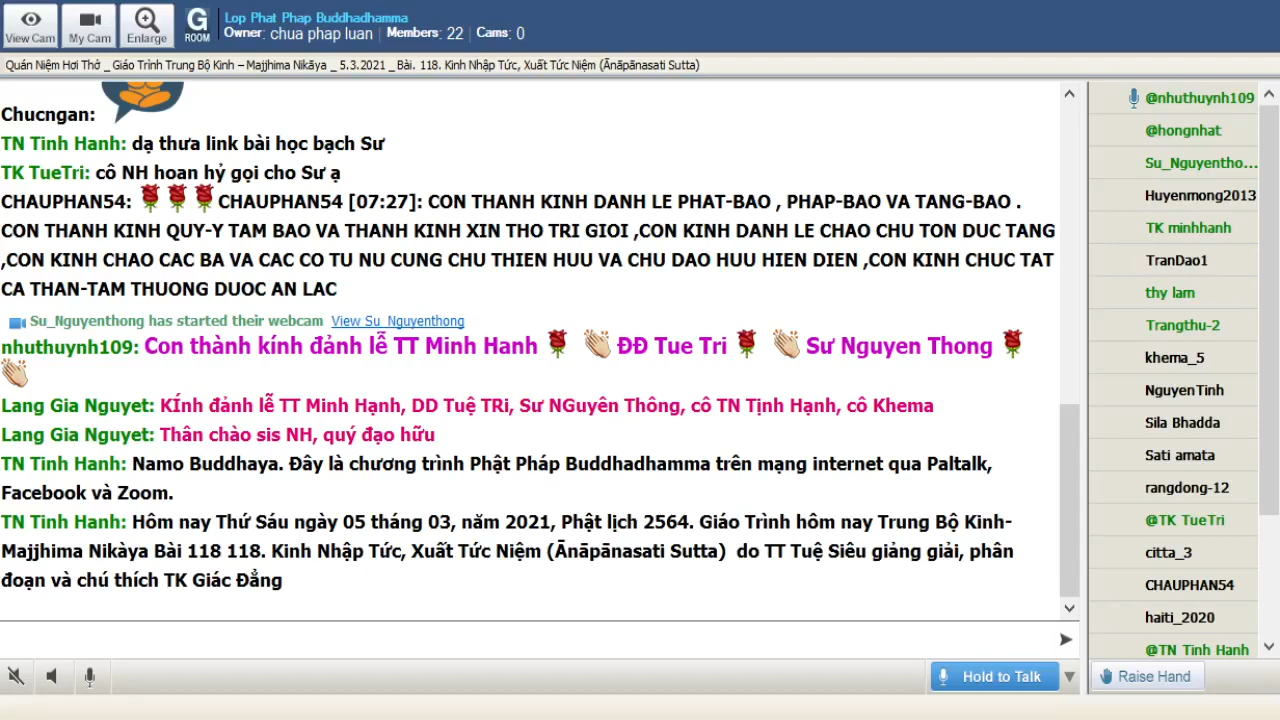 View Cam
My Cam
Enlarge
G
ROOM
Lop Phat Phap Buddhadhamma
Owner: chua phap luan Members: 22 Cams: 0
Quán Niệm Hơi Thở _ Giáo Trình Trung Bộ Kinh – Majjhima Nikāya _ 5.3.2021 _ Bài. 118. Kinh Nhập Tức, Xuất Tức Niệm (Ānāpānasati Sutta)
Chucngan:
TN Tinh Hanh: dạ thưa link bài học bạch Sư
TK TueTri: cô NH hoan hỷ gọi cho Sư ạ
CHAUPHAN54: CHAUPHAN54 [07:27]: CON THANH KINH DANH LE PHAT-BAO , PHAP-BAO VA TANG-BAO .
CON THANH KINH QUY-Y TAM BAO VA THANH KINH XIN THO TRI GIOI ,CON KINH DANH LE CHAO CHU TON DUC TANG
,CON KINH CHAO CAC BA VA CAC CO TU NU CUNG CHU THIEN HUU VA CHU DAO HUU HIEN DIEN ,CON KINH CHUC TAT
CA THAN-TAM THUONG DUOC AN LAC
Su_Nguyenthong has started their webcam View Su_Nguyenthong
nhuthuynh109: Con thành kính đảnh lễ TT Minh Hanh ĐĐ Tue Tri Sư Nguyen Thong
Lang Gia Nguyet: KÍnh đảnh lễ TT Minh Hạnh, DD Tuệ TRi, Sư NGuyên Thông, cô TN Tịnh Hạnh, cô Khema
Lang Gia Nguyet: Thân chào sis NH, quý đạo hữu
TN Tinh Hanh: Namo Buddhaya. Đây là chương trình Phật Pháp Buddhadhamma trên mạng internet qua Paltalk,
Facebook và Zoom.
TN Tinh Hanh: Hôm nay Thứ Sáu ngày 05 tháng 03, năm 2021, Phật lịch 2564. Giáo Trình hôm nay Trung Bộ Kinh-
Majjhima Nikàya Bài 118 118. Kinh Nhập Tức, Xuất Tức Niệm (Ānāpānasati Sutta) do TT Tuệ Siêu giảng giải, phân
đoạn và chú thích TK Giác Đẳng
Hold to Talk
@nhuthuynh109
@hongnhat
Su_Nguyentho...
Huyenmong2013
TK minhhanh
TranDao1
thy lam
Trangthu-2
khema_5
NguyenTinh
Sila Bhadda
Sati amata
rangdong-12
@TK TueTri
citta_3
CHAUPHAN54
haiti_2020
@TN Tinh Hanh
Raise Hand